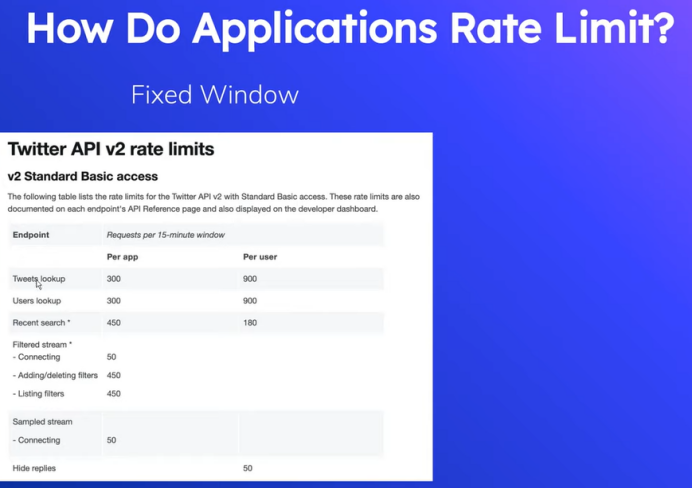 How Do Applications Rate Limit?
Fixed Window
Twitter API v2 rate limits
v2 Standard Basic access
The following table lists the rate limits for the Twitter API v2 with Standard Basic access. These rate limits are also
documented on each endpoint's API Reference page and also displayed on the developer dashboard.
Endpoint Requests per 15-minute window
Per app Per user
Tweets lookup 300 900
Users lookup 300 900
Recent search * 450 180
Filtered stream *
- Connecting 50
- Adding/deleting filters 450
- Listing filters 450
Sampled stream
- Connecting 50
Hide replies 50